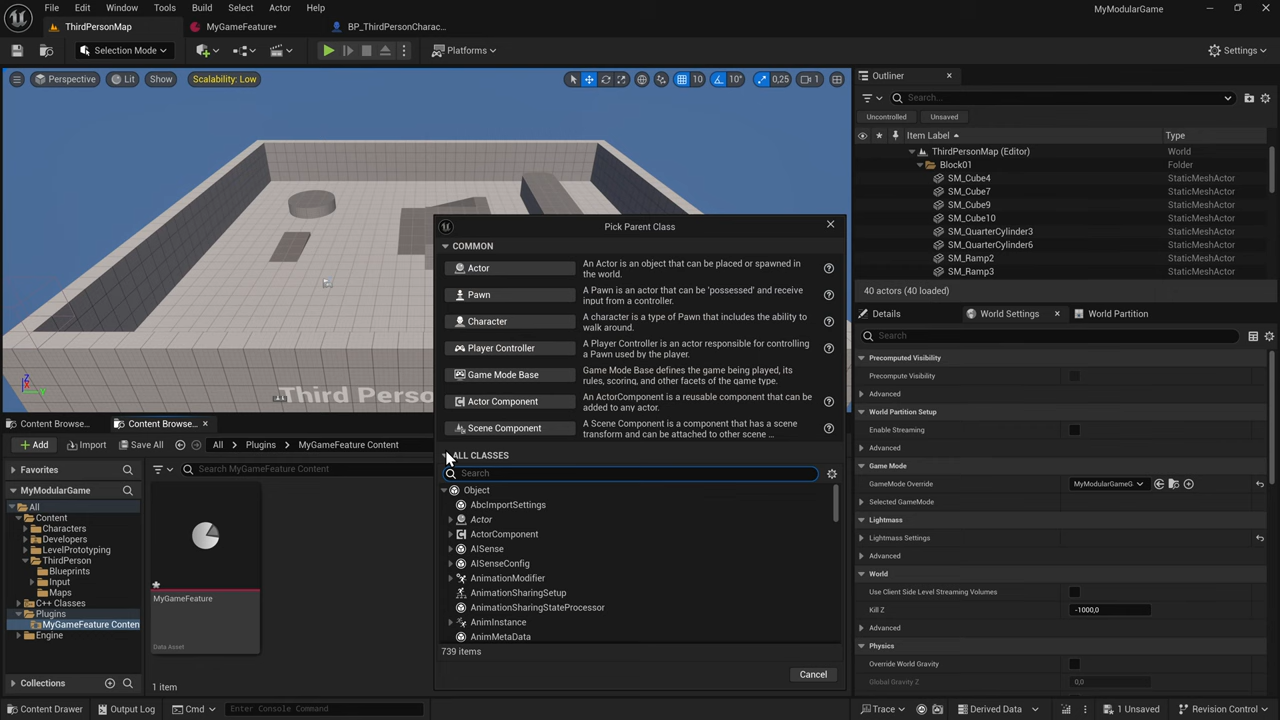 File Edit Window Tools Build Select Actor Help
MyModularGame
ThirdPersonMap
MyGameFeature*
BP_ThirdPersonCharac...
Selection Mode
Platforms
Settings
Perspective
Lit
Show
Scalability: Low
10
10°
0,25
1
Third Perso
Outliner
Search...
Uncontrolled
Unsaved
Item Label
Type
ThirdPersonMap (Editor)
World
Block01
Folder
SM_Cube4
StaticMeshActor
SM_Cube7
StaticMeshActor
SM_Cube9
StaticMeshActor
SM_Cube10
StaticMeshActor
SM_QuarterCylinder3
StaticMeshActor
SM_QuarterCylinder6
StaticMeshActor
SM_Ramp2
StaticMeshActor
SM_Ramp3
StaticMeshActor
40 actors (40 loaded)
Details
World Settings
World Partition
Search
Precomputed Visibility
Precompute Visibility
Advanced
World Partition Setup
Enable Streaming
Advanced
Game Mode
GameMode Override
MyModularGameG
Selected GameMode
Lightmass
Lightmass Settings
Advanced
World
Use Client Side Level Streaming Volumes
Kill Z
-1000,0
Advanced
Physics
Override World Gravity
Global Gravity Z
0,0
Pick Parent Class
COMMON
Actor
An Actor is an object that can be placed or spawned in
the world.
Pawn
A Pawn is an actor that can be 'possessed' and receive
input from a controller.
Character
A character is a type of Pawn that includes the ability to
walk around.
Player Controller
A Player Controller is an actor responsible for controlling
a Pawn used by the player.
Game Mode Base
Game Mode Base defines the game being played, its
rules, scoring, and other facets of the game type.
Actor Component
An ActorComponent is a reusable component that can be
added to any actor.
Scene Component
A Scene Component is a component that has a scene
transform and can be attached to other scene ...
ALL CLASSES
Search
Object
AbcImportSettings
Actor
ActorComponent
AISense
AISenseConfig
AnimationModifier
AnimationSharingSetup
AnimationSharingStateProcessor
AnimInstance
AnimMetaData
739 items
Cancel
Content Browse...
Content Browse...
Add
Import
Save All
All
Plugins
MyGameFeature Content
Favorites
MyModularGame
All
Content
Characters
Developers
LevelPrototyping
ThirdPerson
Blueprints
Input
Maps
C++ Classes
Plugins
MyGameFeature Conten
Engine
Collections
Search MyGameFeature Content
MyGameFeature
Data Asset
1 item
Content Drawer
Output Log
Cmd
Enter Console Command
Trace
Derived Data
1 Unsaved
Revision Control